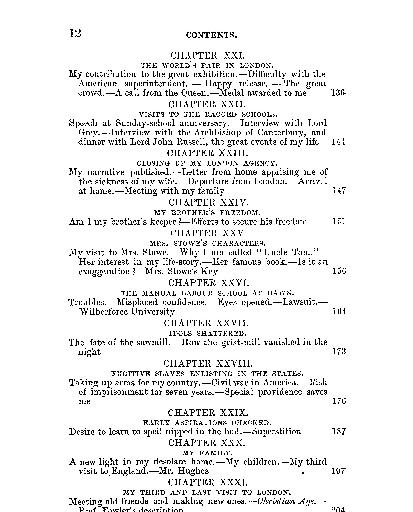 12 CONTENTS.
CHAPTER XXI.
THE WORLD'S FAIR IN LONDON.
My contribution to the great exhibition.—Difficulty with the
American superintendent. — Happy release. — The great
crowd.—A call from the Queen.—Medal awarded to me 136
CHAPTER XXII.
VISITS TO THE RAGGED SCHOOLS.
Speech at Sunday-school anniversary. Interview with Lord
Grey.—Interview with the Archbishop of Canterbury, and
dinner with Lord John Russell, the great events of my life 141
CHAPTER XXIII.
CLOSING UP MY LONDON AGENCY.
My narrative published.—Letter from home apprising me of
the sickness of my wife. Departure from London. Arrival
at home.—Meeting with my family 147
CHAPTER XXIV.
MY BROTHER'S FREEDOM.
Am I my brother's keeper?—Efforts to secure his freedom 151
CHAPTER XXV.
MRS. STOWE'S CHARACTERS.
My visit to Mrs. Stowe. Why I am called "Uncle Tom."
Her interest in my life-story.—Her famous book.—Is it an
exaggeration? Mrs. Stowe's Key 156
CHAPTER XXVI.
THE MANUAL LABOUR SCHOOL AT DAWN.
Troubles. Misplaced confidence. Eyes opened.—Lawsuit.—
Wilberforce University
CHAPTER XXVII.
IDOLS SHATTERED.
The fate of the sawmill. How the grist-mill vanished in the
night 173
CHAPTER XXVIII.
FUGITIVE SLAVES ENLISTING IN THE STATES.
Taking up arms for my country.—Civil war in America. Risk
of imprisonment for seven years.—Special providence saves
me 176
CHAPTER XXIX.
EARLY ASPIRATIONS CHECKED.
Desire to learn to spell nipped in the bud.—Superstition 187
CHAPTER XXX.
MY FAMILY.
A new light in my desolate home.—My children.—My third
visit to England.—Mr. Hughes 197
CHAPTER XXXI.
MY THIRD AND LAST VISIT TO LONDON.
Meeting old friends and making new ones.—Christian Age.—
Prof. Fowler's description 204